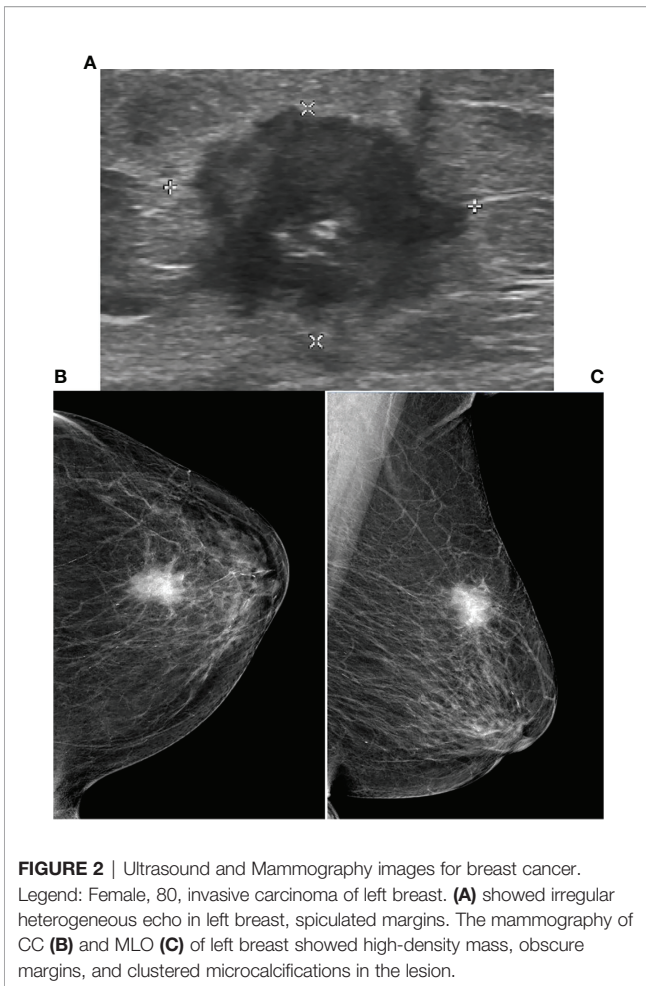 A
B
C
FIGURE 2 | Ultrasound and Mammography images for breast cancer.
Legend: Female, 80, invasive carcinoma of left breast. (A) showed irregular
heterogeneous echo in left breast, spiculated margins. The mammography of
CC (B) and MLO (C) of left breast showed high-density mass, obscure
margins, and clustered microcalcifications in the lesion.